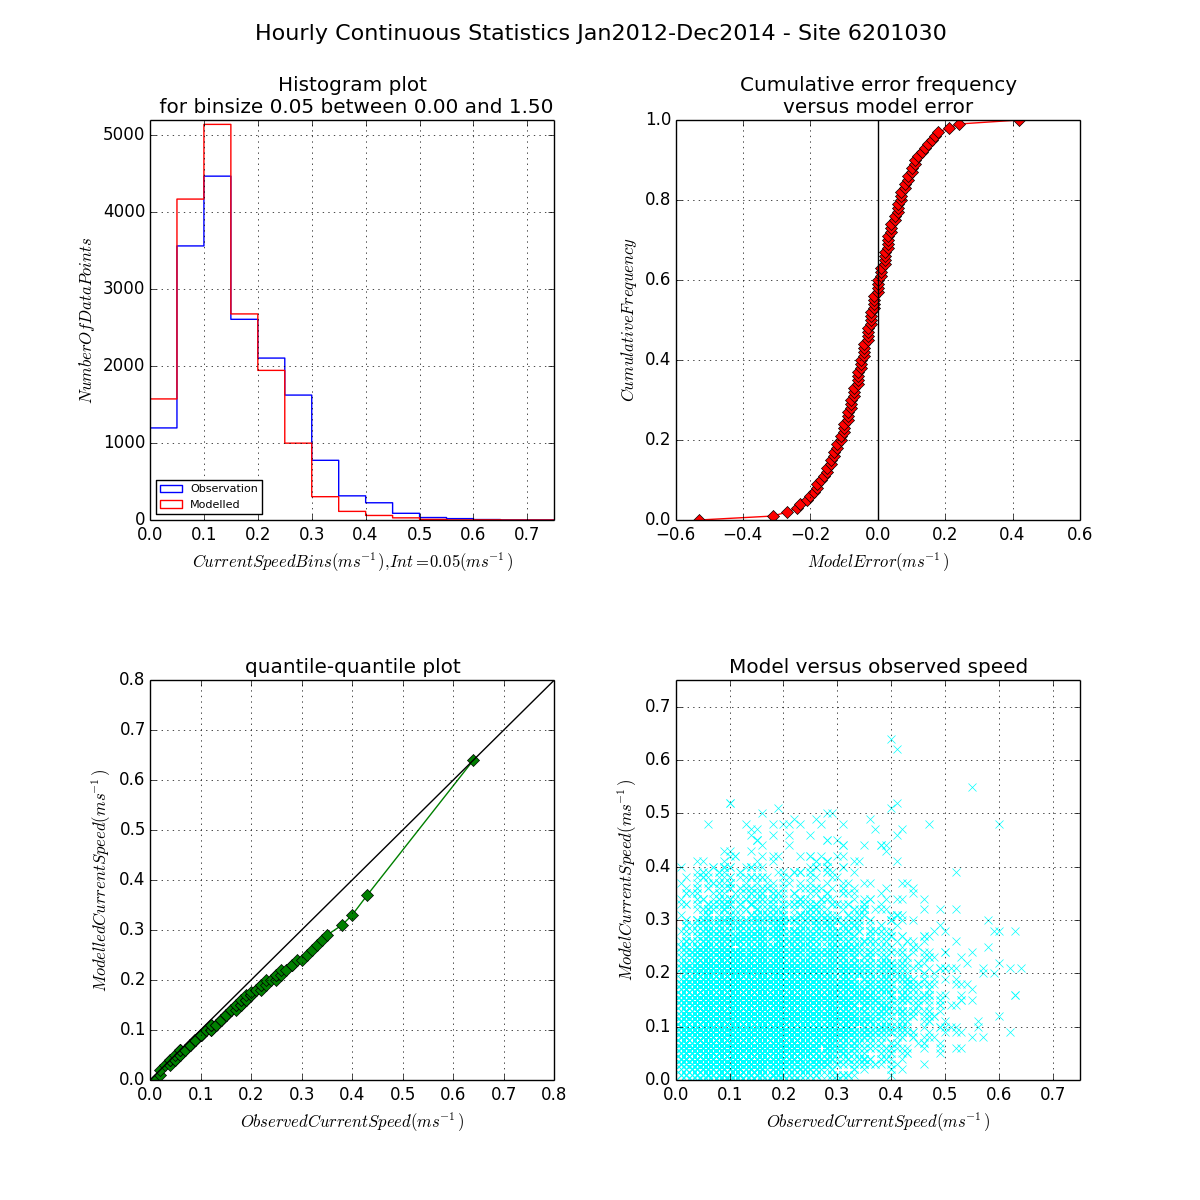 Hourly Continuous Statistics Jan2012-Dec2014 - Site 6201030
Histogram plot
for binsize 0.05 between 0.00 and 1.50
5000
4000
3000
2000
1000
0
NumberOfDataPoints
Observation
Modelled
0.0 0.1 0.2 0.3 0.4 0.5 0.6 0.7
CurrentSpeedBins(ms⁻¹),Int=0.05(ms⁻¹)
Cumulative error frequency
versus model error
1.0
0.8
0.6
0.4
0.2
0.0
CumulativeFrequency
−0.6 −0.4 −0.2 0.0 0.2 0.4 0.6
ModelError(ms⁻¹)
quantile-quantile plot
0.8
0.7
0.6
0.5
0.4
0.3
0.2
0.1
0.0
ModelledCurrentSpeed(ms⁻¹)
0.0 0.1 0.2 0.3 0.4 0.5 0.6 0.7 0.8
ObservedCurrentSpeed(ms⁻¹)
Model versus observed speed
0.7
0.6
0.5
0.4
0.3
0.2
0.1
0.0
ModelCurrentSpeed(ms⁻¹)
0.0 0.1 0.2 0.3 0.4 0.5 0.6 0.7
ObservedCurrentSpeed(ms⁻¹)